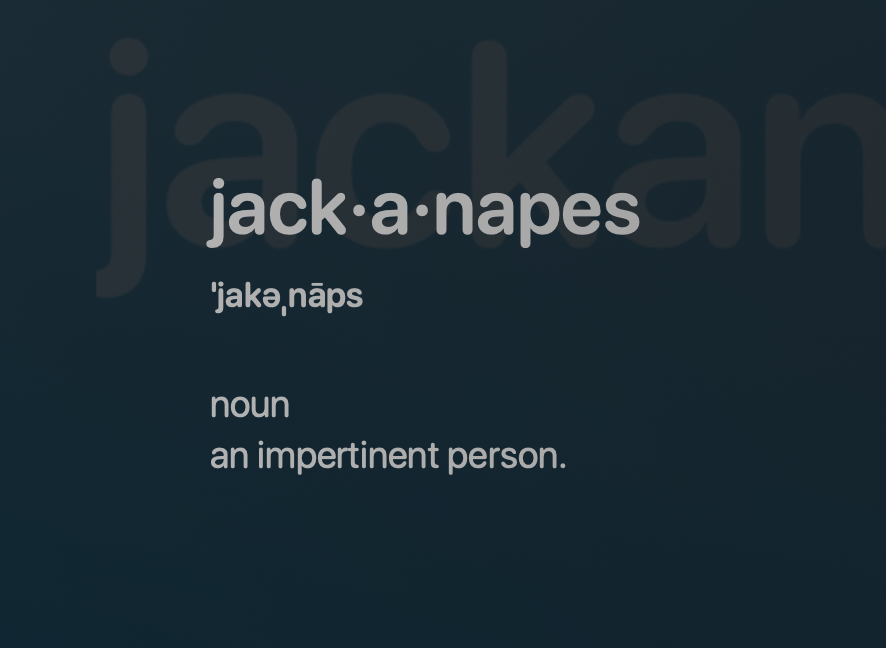 jackan
jack·a·napes
ˈjakəˌnāps
noun
an impertinent person.